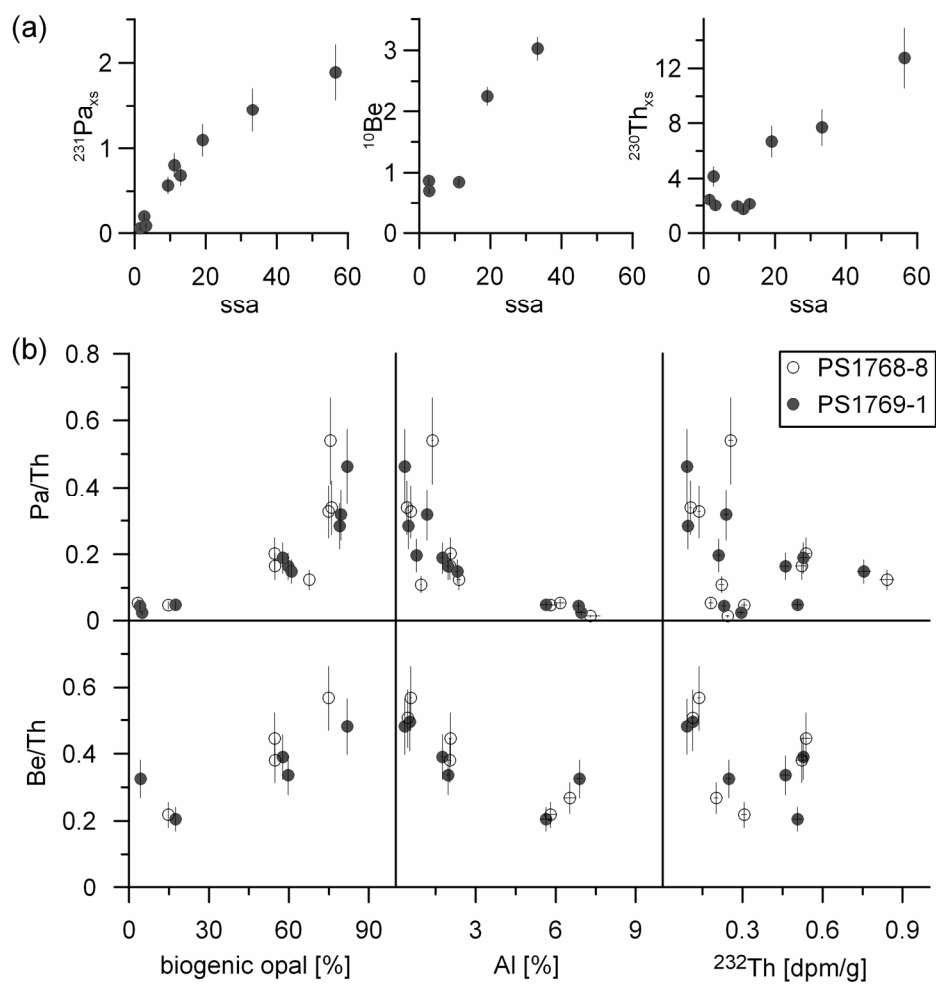 (a)
2
1
0
²³¹Paxs
0 20 40 60
ssa
3
2
1
0
¹⁰Be
0 20 40 60
ssa
12
8
4
0
²³⁰Thxs
0 20 40 60
ssa
(b)
0.8
0.6
0.4
0.2
0
Pa/Th
PS1768-8
PS1769-1
0.6
0.4
0.2
0
Be/Th
0 30 60 90
biogenic opal [%]
3 6 9
Al [%]
0.3 0.6 0.9
²³²Th [dpm/g]